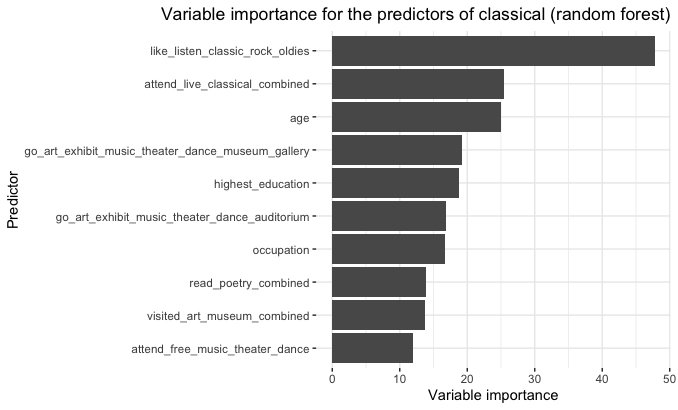 Variable importance for the predictors of classical (random forest)
Predictor
like_listen_classic_rock_oldies
attend_live_classical_combined
age
go_art_exhibit_music_theater_dance_museum_gallery
highest_education
go_art_exhibit_music_theater_dance_auditorium
occupation
read_poetry_combined
visited_art_museum_combined
attend_free_music_theater_dance
0 10 20 30 40 50
Variable importance